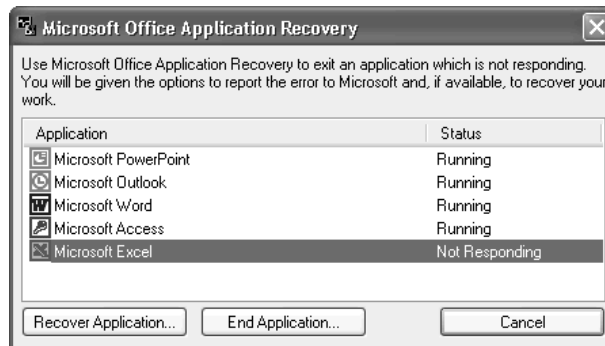 Microsoft Office Application Recovery
Use Microsoft Office Application Recovery to exit an application which is not responding.
You will be given the options to report the error to Microsoft and, if available, to recover your
work.
Application Status
Microsoft PowerPoint Running
Microsoft Outlook Running
Microsoft Word Running
Microsoft Access Running
Microsoft Excel Not Responding
Recover Application... End Application... Cancel